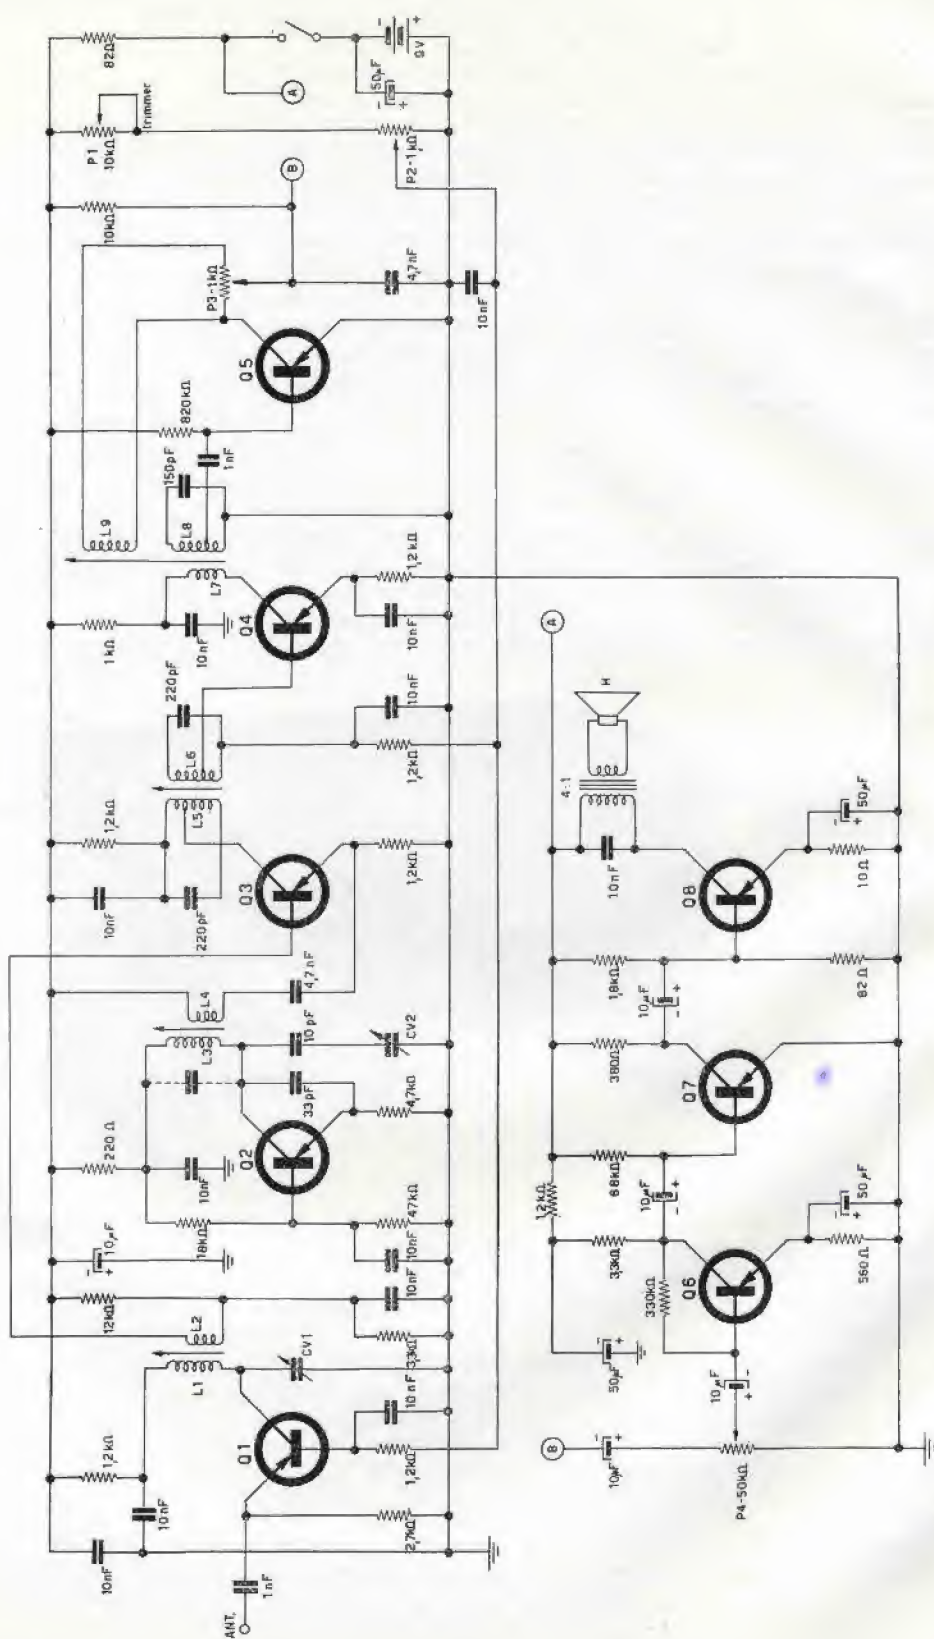 ANT.
1nF
10nF
10nF
1,2kΩ
2,7kΩ
Q1
1,2kΩ
10nF
L1
L2
CV1
12kΩ
3,3kΩ
10nF
10µF
- +
18kΩ
10nF
220 Ω
10nF
47kΩ
Q2
33pF
4,7kΩ
L3
10pF
CV2
L4
4,7nF
10nF
220pF
1,2kΩ
Q3
1,2kΩ
L5
L6
220pF
1,2kΩ
10nF
1kΩ
10nF
Q4
L7
10nF
1,2kΩ
L9
L8
150pF
1nF
820kΩ
Q5
P3-1kΩ
10kΩ
4,7nF
10nF
B
P1
10kΩ
trimmer
P2-1kΩ
82Ω
A
50µF
- +
9V
- +
B
10µF
- +
P4-50kΩ
10µF
+ -
50µF
- +
330kΩ
3,3kΩ
Q6
560Ω
50µF
- +
1,2kΩ
68kΩ
10µF
- +
Q7
380Ω
10µF
- +
1,8kΩ
82Ω
Q8
10nF
4:1
H
10Ω
50µF
- +
A